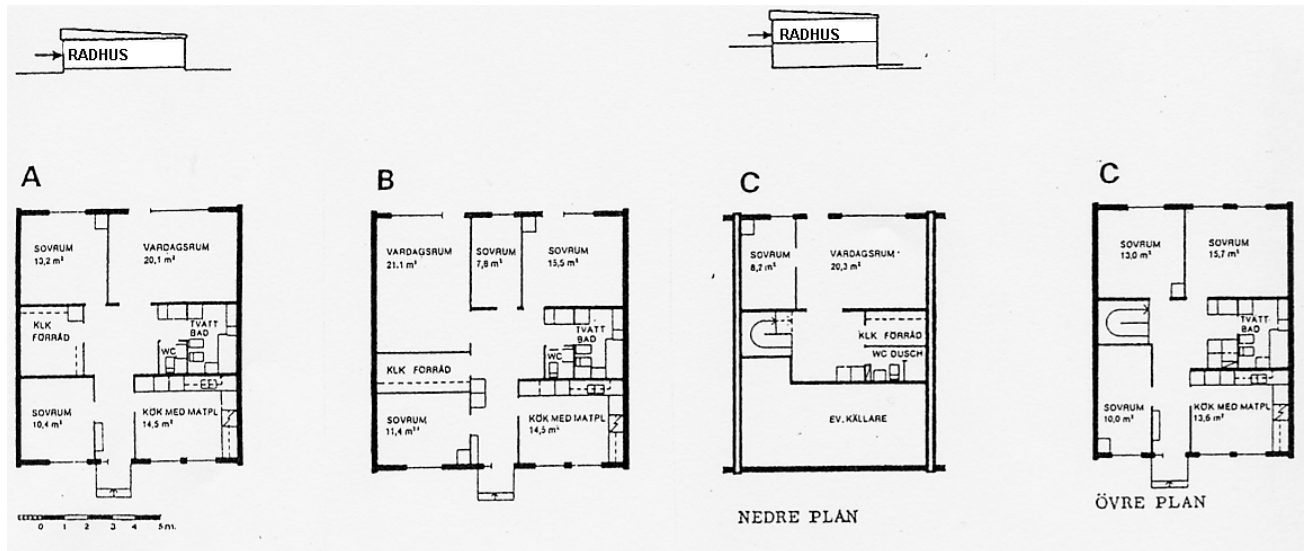 RADHUS
RADHUS
A
SOVRUM
13,2 m²
VARDAGSRUM
20,1 m²
KLK
FÖRRÅD
TVÄTT
BAD
WC
SOVRUM
10,4 m²
KÖK MED MATPL
14,5 m²
0 1 2 3 4 5 m.
B
VARDAGSRUM
21.1 m²
SOVRUM
7,8 m²
SOVRUM
15,5 m²
TVÄTT
BAD
WC
KLK FÖRRÅD
SOVRUM
11,4 m²
KÖK MED MATPL
14,5 m²
C
SOVRUM
8,2 m²
VARDAGSRUM
20,3 m²
KLK FÖRRÅD
WC DUSCH
EV. KÄLLARE
NEDRE PLAN
C
SOVRUM
13,0 m²
SOVRUM
15,7 m²
TVÄTT
BAD
SOVRUM
10,0 m²
KÖK MED MATPL
13,6 m²
ÖVRE PLAN